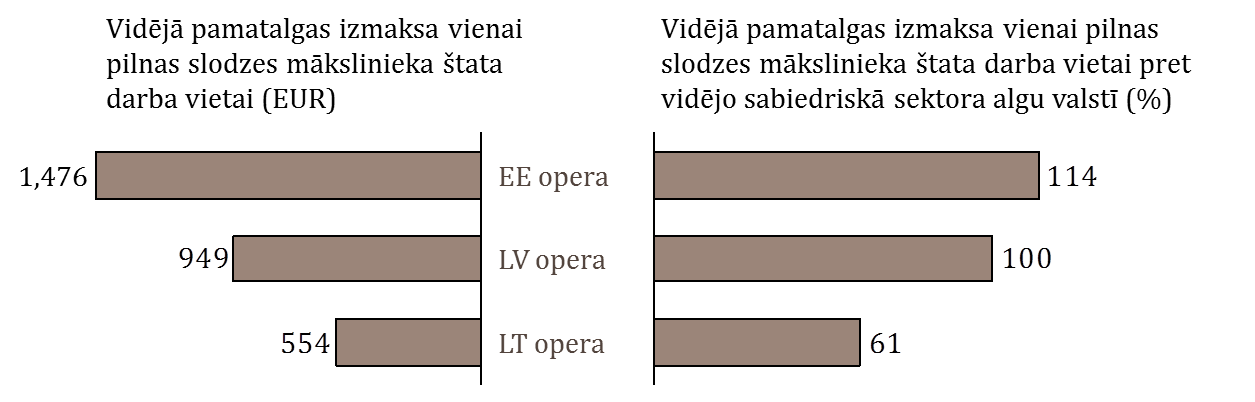 Vidējā pamatalgas izmaksa vienai
pilnas slodzes mākslinieka štata
darba vietai (EUR)
Vidējā pamatalgas izmaksa vienai pilnas
slodzes mākslinieka štata darba vietai pret
vidējo sabiedriskā sektora algu valstī (%)
1,476 EE opera 114
949 LV opera 100
554 LT opera 61